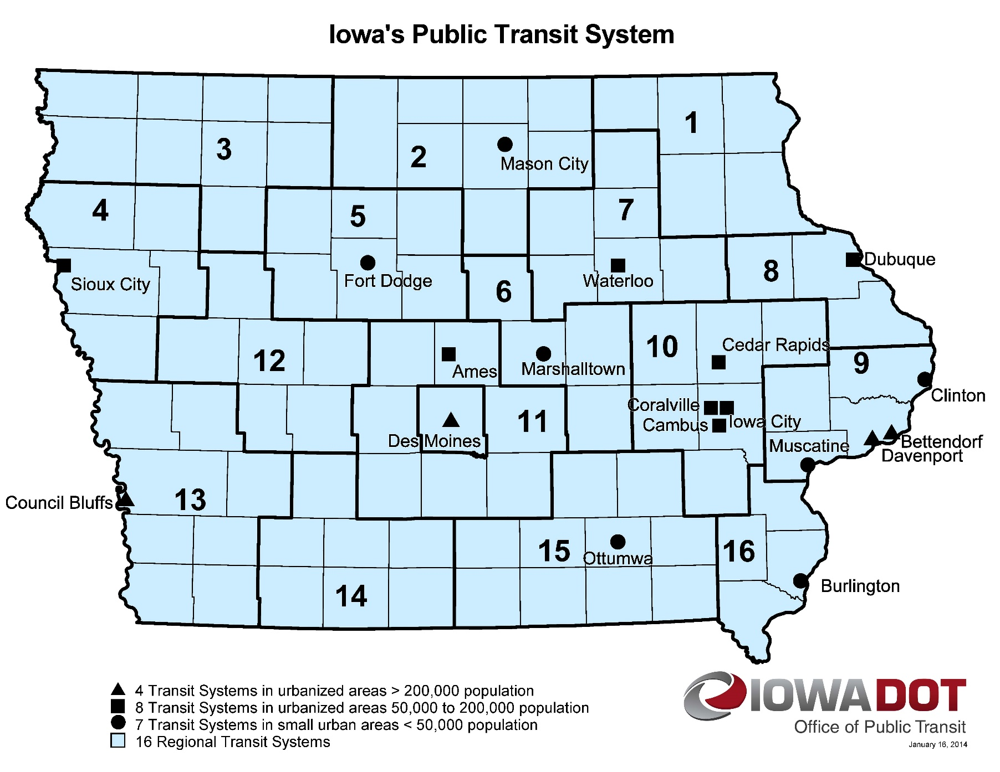 Iowa's Public Transit System
1
3
2
Mason City
4
5
7
Fort Dodge
Sioux City
6
Waterloo
8
Dubuque
12
Ames
Marshalltown
10
Cedar Rapids
9
Clinton
Des Moines
11
Coralville
Cambus
Iowa City
Muscatine
Bettendorf
Davenport
Council Bluffs
13
15
Ottumwa
16
14
Burlington
4 Transit Systems in urbanized areas > 200,000 population
8 Transit Systems in urbanized areas 50,000 to 200,000 population
7 Transit Systems in small urban areas < 50,000 population
16 Regional Transit Systems
IOWADOT
Office of Public Transit
January 16, 2014